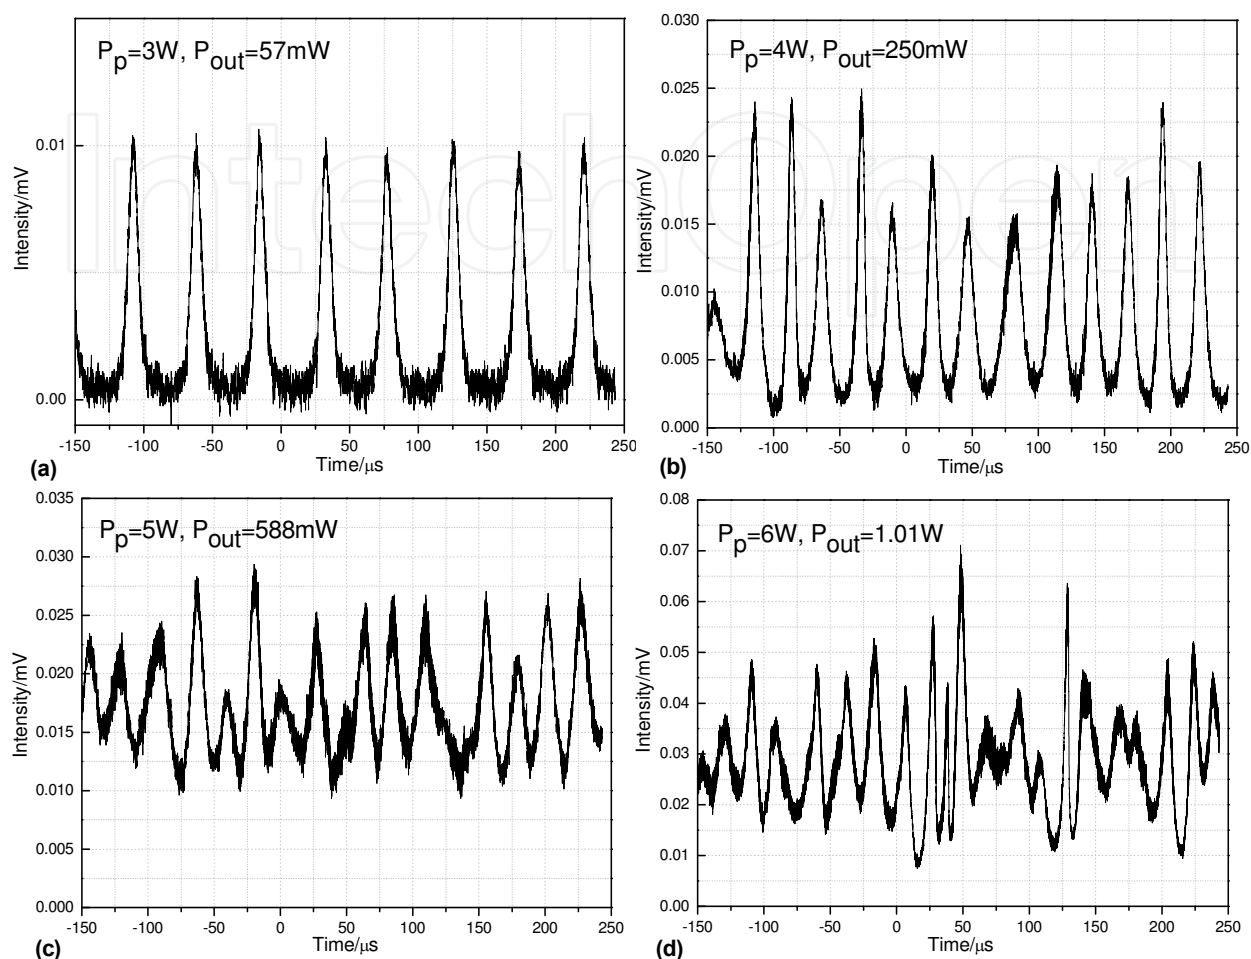 P_p=3W, P_out=57mW
0.01
0.00
Intensity/mV
-150 -100 -50 0 50 100 150 200 250
Time/μs
(a)
P_p=4W, P_out=250mW
0.030
0.025
0.020
0.015
0.010
0.005
0.000
Intensity/mV
-150 -100 -50 0 50 100 150 200 250
Time/μs
(b)
P_p=5W, P_out=588mW
0.035
0.030
0.025
0.020
0.015
0.010
0.005
0.000
Intensity/mV
-150 -100 -50 0 50 100 150 200 250
Time/μs
(c)
P_p=6W, P_out=1.01W
0.08
0.07
0.06
0.05
0.04
0.03
0.02
0.01
0.00
Intensity/mV
-150 -100 -50 0 50 100 150 200 250
Time/μs
(d)
IntechOpen